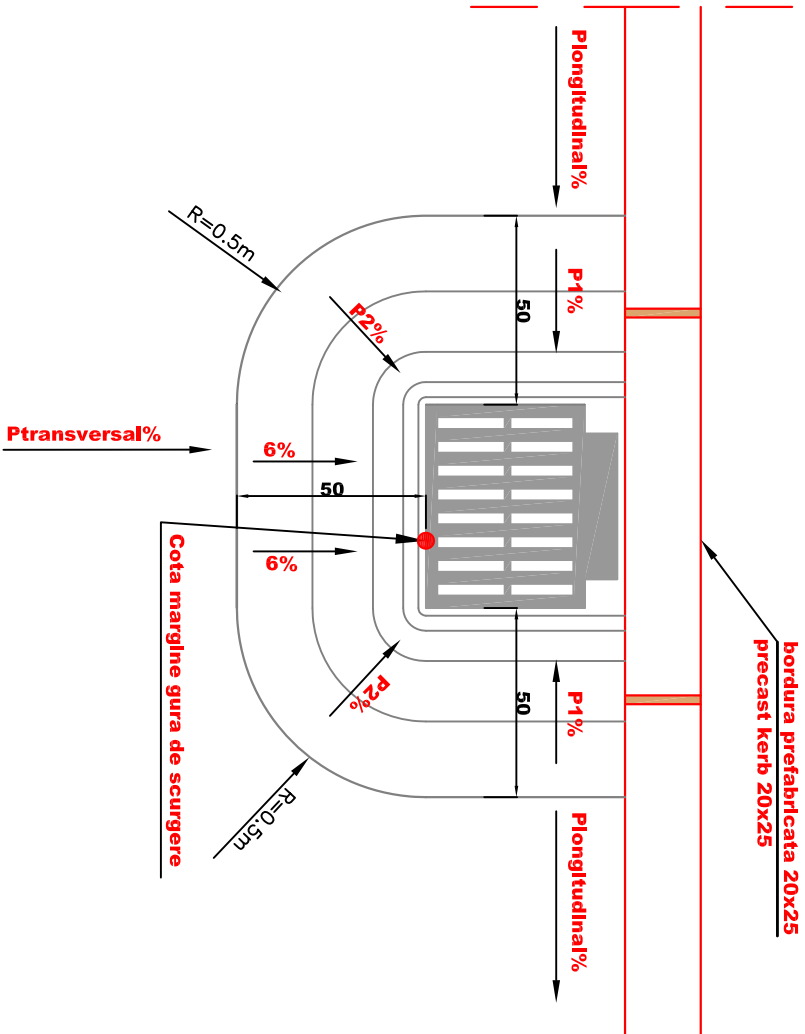 Plongitudinal%
R=0.5m
P1%
50
P2%
Ptransversal%
6%
50
6%
Cota margine gura de scurgere
bordura prefabricata 20x25
precast kerb 20x25
P2%
50
P1%
R=0.5m
Plongitudinal%